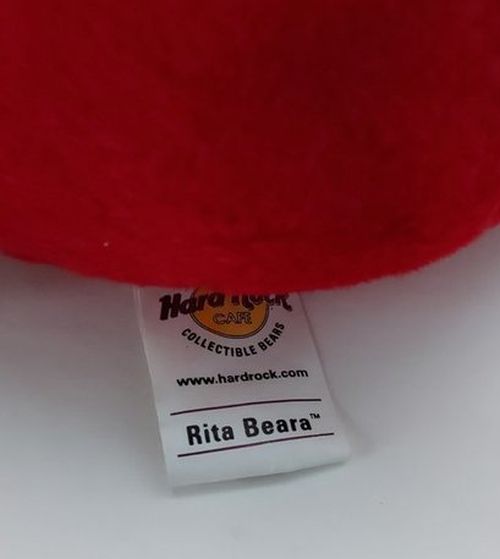 Hard Rock
CAFE
COLLECTIBLE BEARS
www.hardrock.com
Rita Beara™